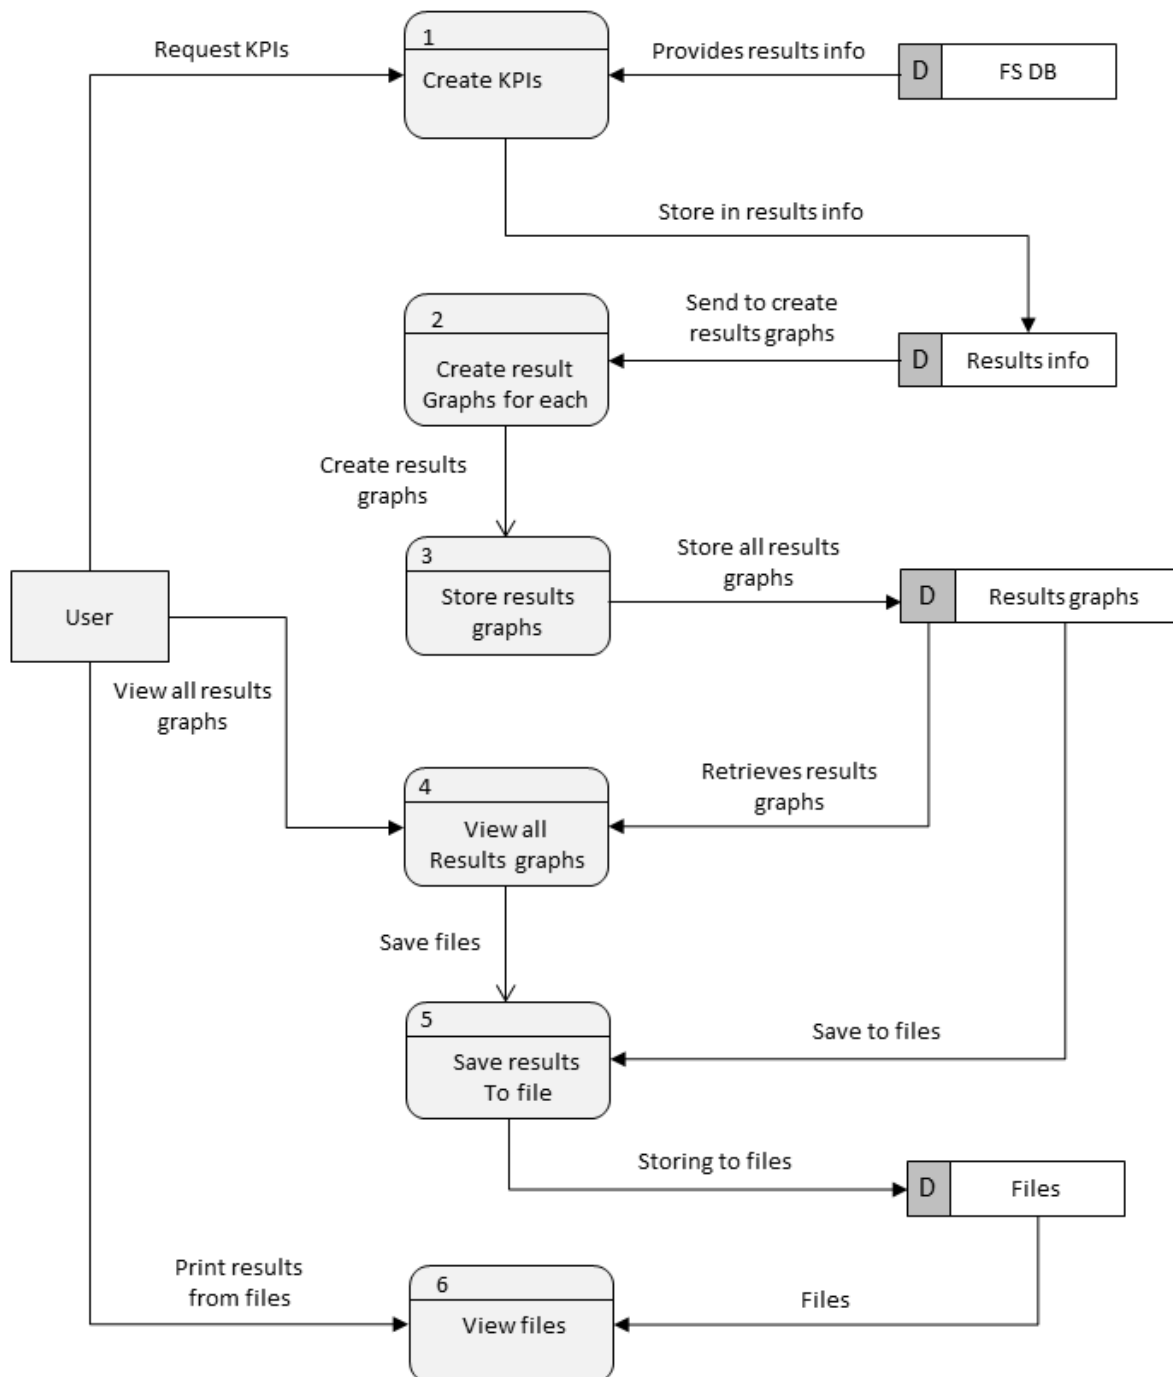 1
Request KPIs
Provides results info
D
FS DB
Create KPIs
Store in results info
2
Send to create
results graphs
D
Results info
Create result
Graphs for each
Create results
graphs
3
Store all results
graphs
Store results
graphs
D
Results graphs
User
View all results
graphs
Retrieves results
graphs
4
View all
Results graphs
Save files
5
Save to files
Save results
To file
Storing to files
D
Files
Print results
from files
6
Files
View files